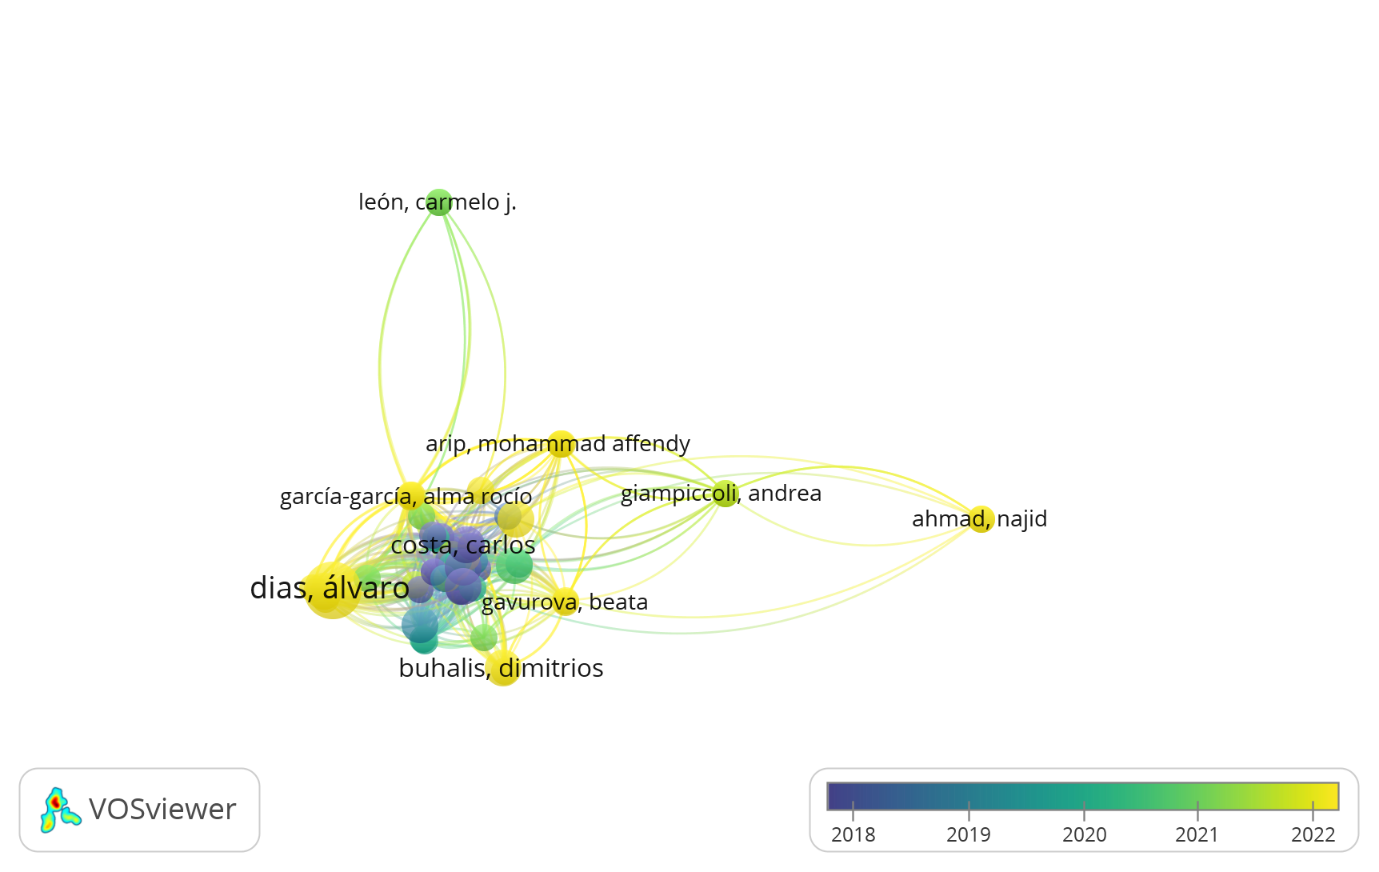 león, carmelo j.
arip, mohammad affendy
garcía-garcía, alma rocío
giampiccoli, andrea
ahmad, najid
costa, carlos
dias, álvaro
gavurova, beata
buhalis, dimitrios
VOSviewer
2018 2019 2020 2021 2022